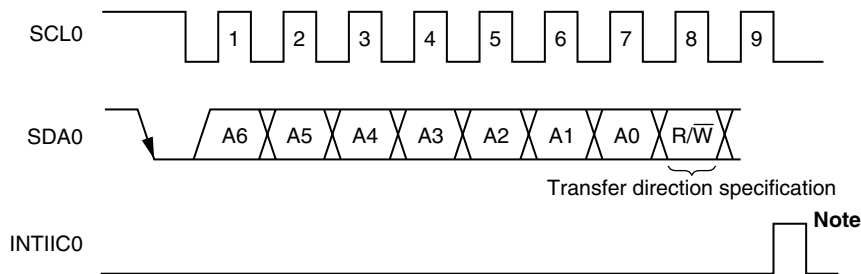 SCL0 1 2 3 4 5 6 7 8 9
SDA0 A6 A5 A4 A3 A2 A1 A0 R/W̅
Transfer direction specification
Note
INTIIC0